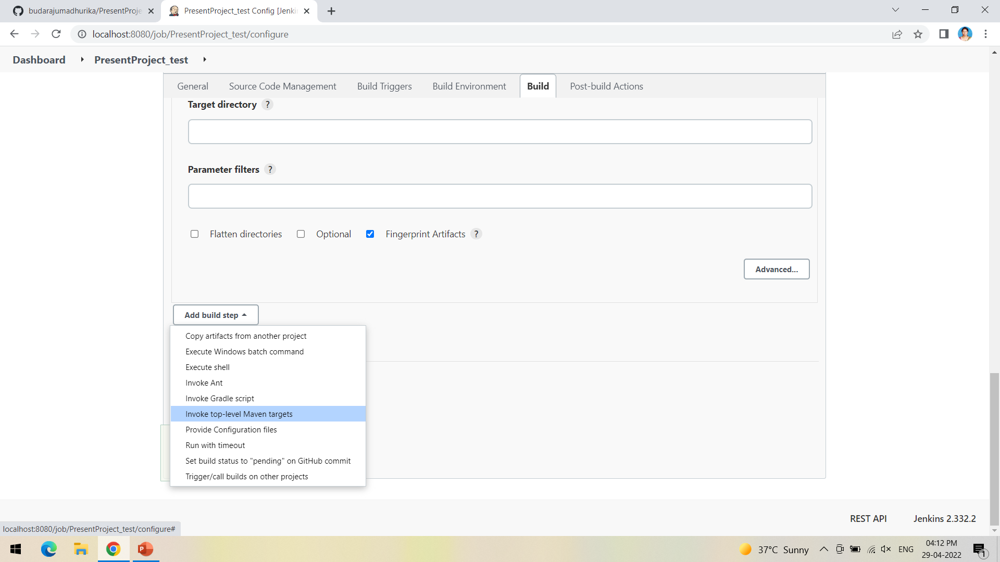 budarajumadhurika/PresentProje
PresentProject_test Config [Jenki
localhost:8080/job/PresentProject_test/configure
Dashboard
PresentProject_test
General
Source Code Management
Build Triggers
Build Environment
Build
Post-build Actions
Target directory ?
Parameter filters ?
Flatten directories
Optional
Fingerprint Artifacts ?
Advanced...
Add build step
Copy artifacts from another project
Execute Windows batch command
Execute shell
Invoke Ant
Invoke Gradle script
Invoke top-level Maven targets
Provide Configuration files
Run with timeout
Set build status to "pending" on GitHub commit
Trigger/call builds on other projects
REST API
Jenkins 2.332.2
localhost:8080/job/PresentProject_test/configure#
P
37°C Sunny
ENG
04:12 PM
29-04-2022
1